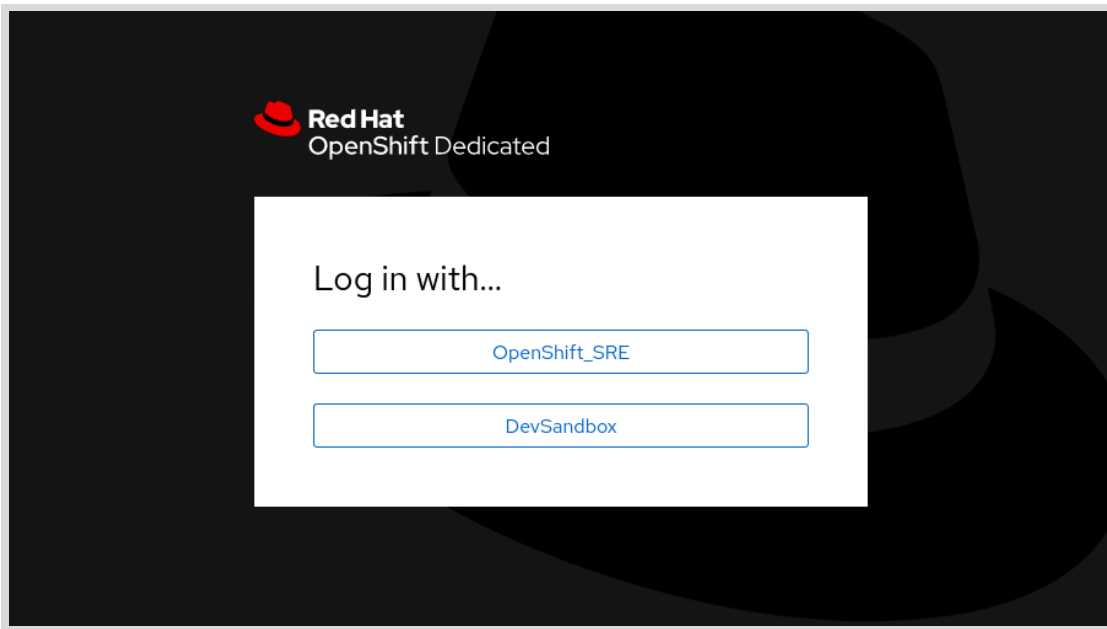 Red Hat
OpenShift Dedicated
Log in with...
OpenShift_SRE
DevSandbox